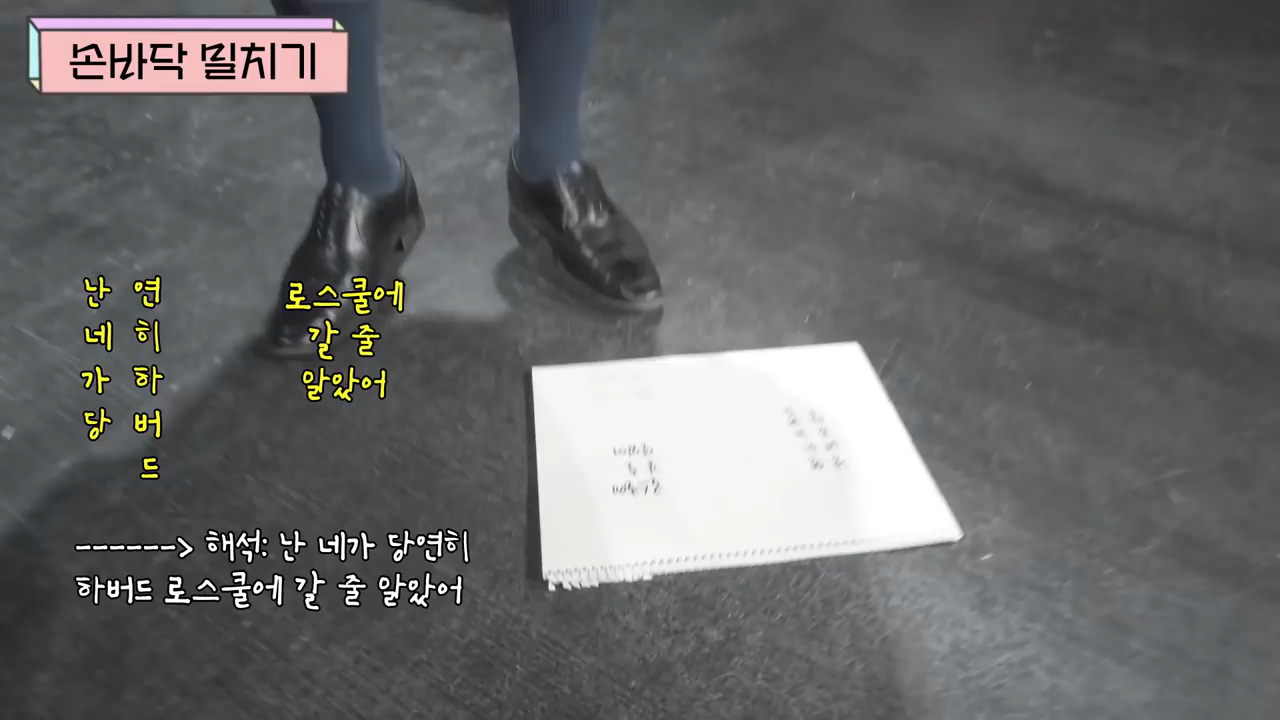 손바닥 밀치기
난 연
네 히
가 하
당 버
드
로스쿨에
갈 줄
알았어
------> 해석: 난 네가 당연히
하버드 로스쿨에 갈 줄 알았어